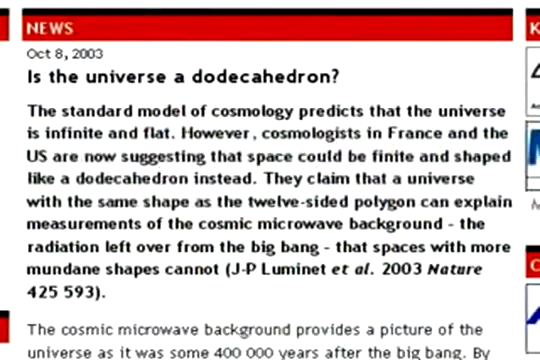 NEWS
Oct 8, 2003
Is the universe a dodecahedron?
The standard model of cosmology predicts that the universe
is infinite and flat. However, cosmologists in France and the
US are now suggesting that space could be finite and shaped
like a dodecahedron instead. They claim that a universe
with the same shape as the twelve-sided polygon can explain
measurements of the cosmic microwave background - the
radiation left over from the big bang - that spaces with more
mundane shapes cannot (J-P Luminet et al. 2003 Nature
425 593).
The cosmic microwave background provides a picture of the
universe as it was some 400 000 years after the big bang. By